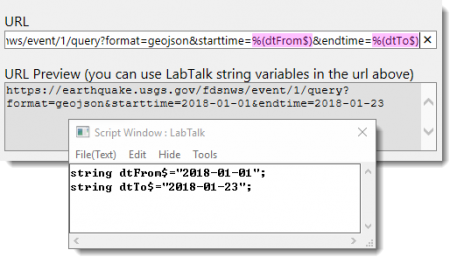 URL
ws/event/1/query?format=geojson&starttime=%(dtFrom$)&endtime=%(dtTo$)
URL Preview (you can use LabTalk string variables in the url above)
https://earthquake.usgs.gov/fdsnws/event/1/query?
format=geojson&starttime=2018-01-01&endtime=2018-01-23
Script Window : LabTalk
File(Text) Edit Hide Tools
string dtFrom$="2018-01-01";
string dtTo$="2018-01-23";